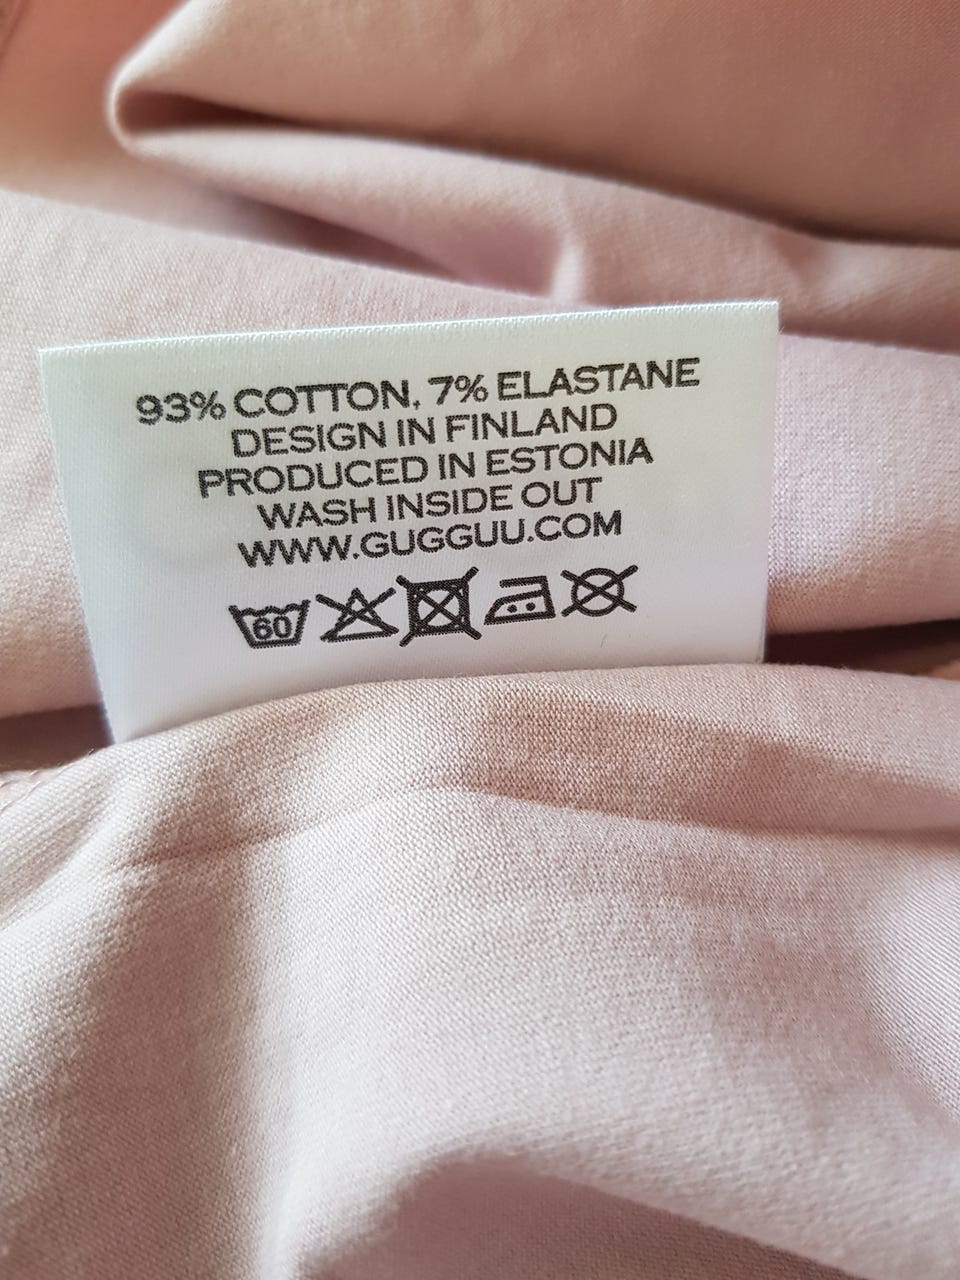 93% COTTON, 7% ELASTANE
DESIGN IN FINLAND
PRODUCED IN ESTONIA
WASH INSIDE OUT
WWW.GUGGUU.COM
60